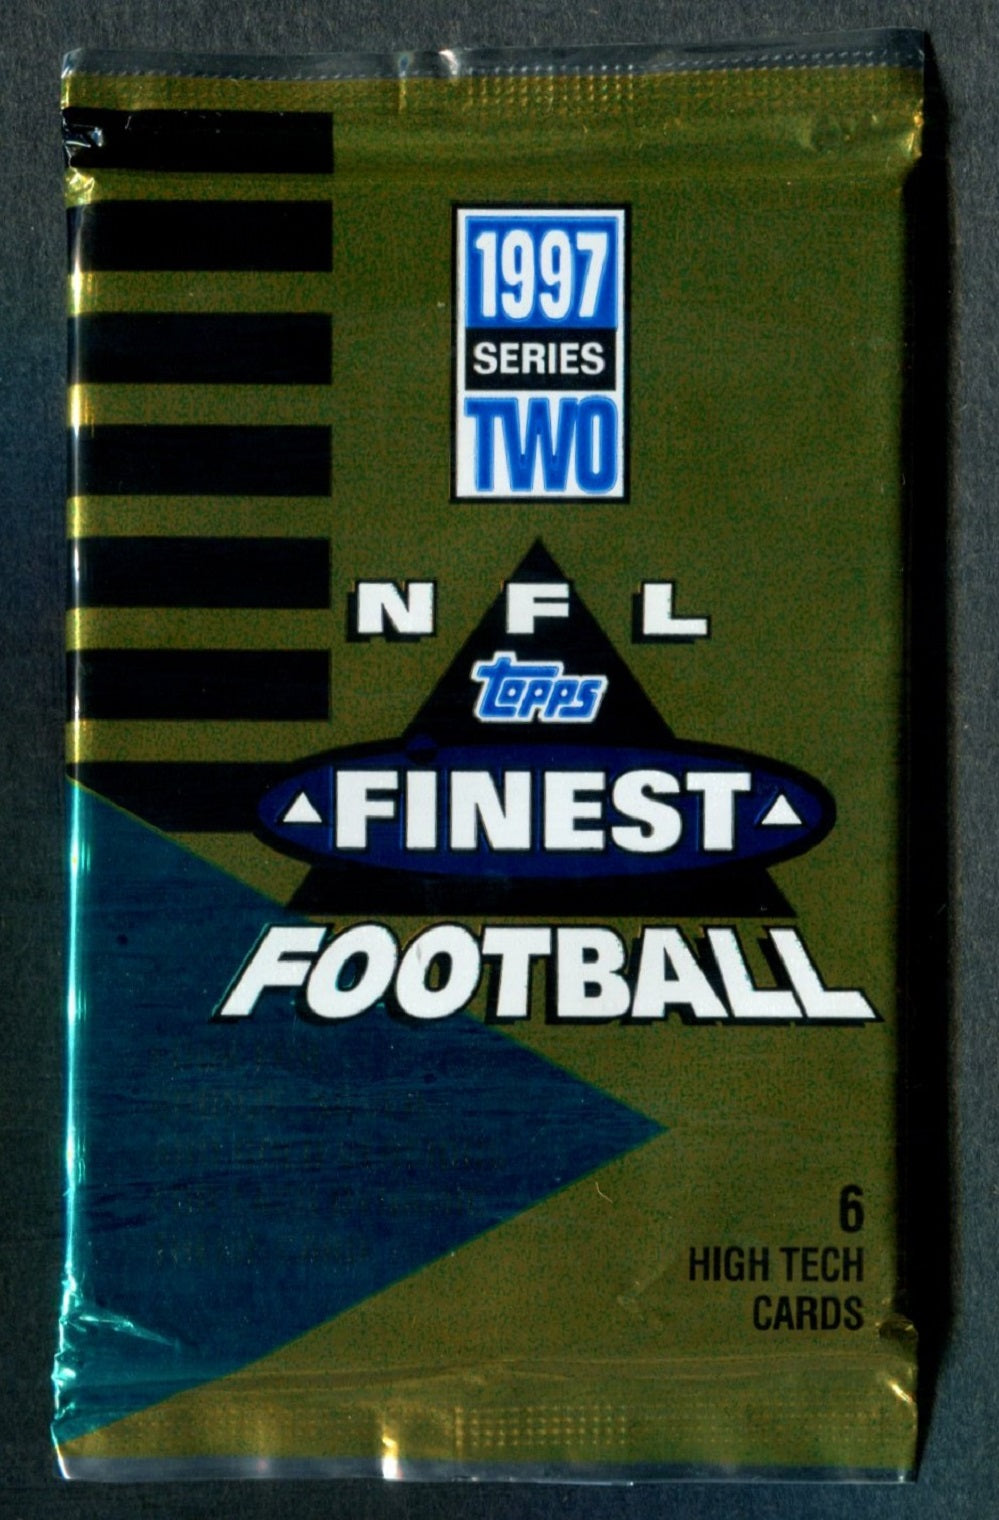 1997
SERIES
TWO
NFL
topps
FINEST
FOOTBALL
6
HIGH TECH
CARDS